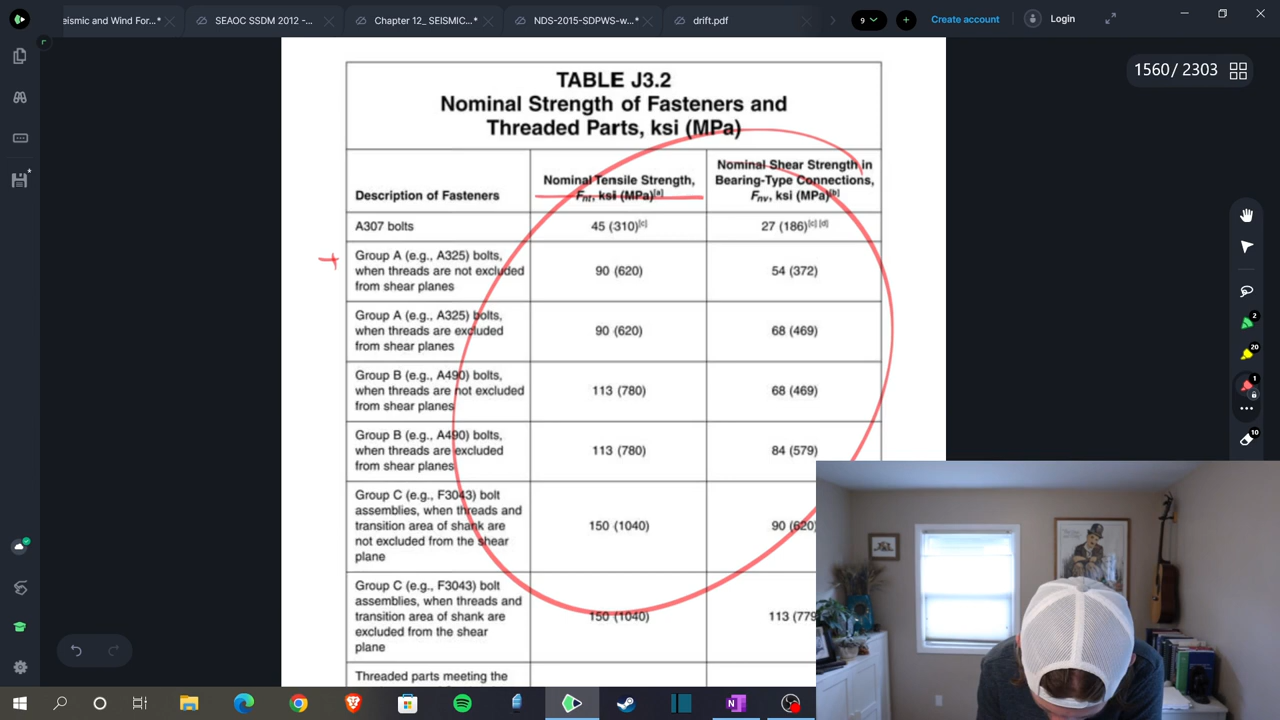 eismic and Wind For...*
SEAOC SSDM 2012 -...
Chapter 12_ SEISMIC...*
NDS-2015-SDPWS-w...*
drift.pdf
9
Create account
Login
1560/ 2303
TABLE J3.2
Nominal Strength of Fasteners and
Threaded Parts, ksi (MPa)
Description of Fasteners
Nominal Tensile Strength,
Fnt, ksi (MPa)[a]
Nominal Shear Strength in
Bearing-Type Connections,
Fnv, ksi (MPa)[b]
A307 bolts
45 (310)[c]
27 (186)[c] [d]
Group A (e.g., A325) bolts,
when threads are not excluded
from shear planes
90 (620)
54 (372)
Group A (e.g., A325) bolts,
when threads are excluded
from shear planes
90 (620)
68 (469)
Group B (e.g., A490) bolts,
when threads are not excluded
from shear planes
113 (780)
68 (469)
Group B (e.g., A490) bolts,
when threads are excluded
from shear planes
113 (780)
84 (579)
Group C (e.g., F3043) bolt
assemblies, when threads and
transition area of shank are
not excluded from the shear
plane
150 (1040)
90 (620)
Group C (e.g., F3043) bolt
assemblies, when threads and
transition area of shank are
excluded from the shear
plane
150 (1040)
113 (779
Threaded parts meeting the
2
20
1
10